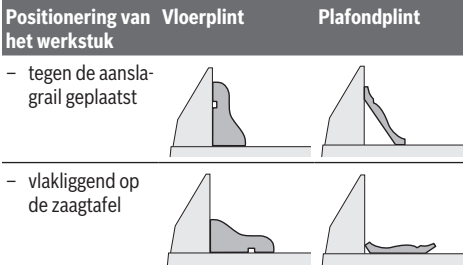 Positionering van Vloerplint Plafondplint
het werkstuk
– tegen de aansla-
grail geplaatst
– vlakliggend op
de zaagtafel